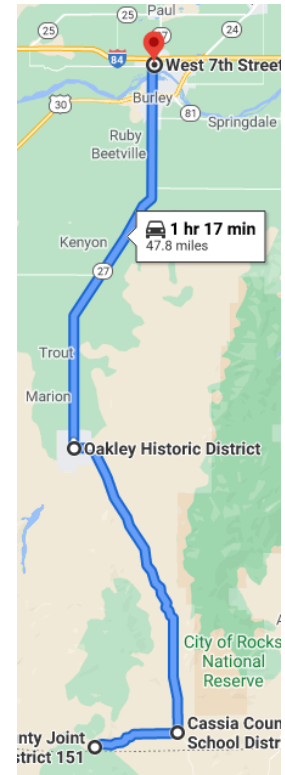 Paul
25
25
24
84
West 7th Street
30
Burley
81
Springdale
Ruby
Beetville
1 hr 17 min
47.8 miles
Kenyon
27
Trout
Marion
Oakley Historic District
City of Rocks
National
Reserve
Cassia Coun
School Distr
nty Joint
strict 151